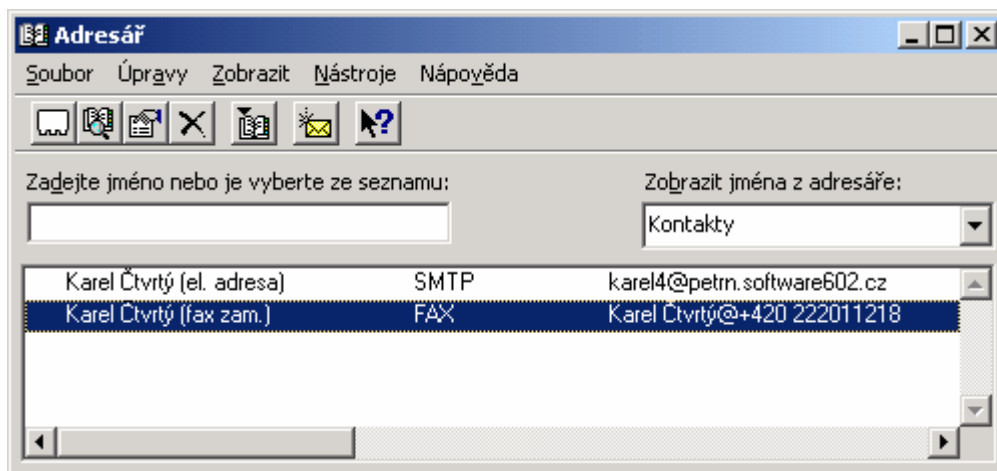 Adresář
Soubor Úpravy Zobrazit Nástroje Nápověda
Zadejte jméno nebo je vyberte ze seznamu: Zobrazit jména z adresáře:
Kontakty
Karel Čtvrtý (el. adresa) SMTP karel4@petrn.software602.cz
Karel Čtvrtý (fax zam.) FAX Karel Čtvrtý@+420 222011218